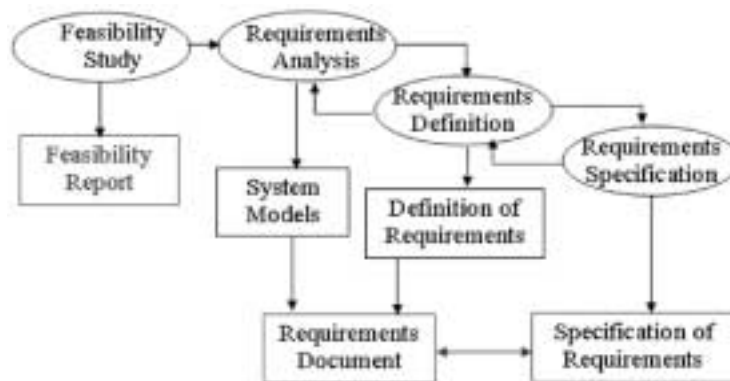 Feasibility
Study
Requirements
Analysis
Requirements
Definition
Requirements
Specification
Feasibility
Report
System
Models
Definition of
Requirements
Requirements
Document
Specification of
Requirements